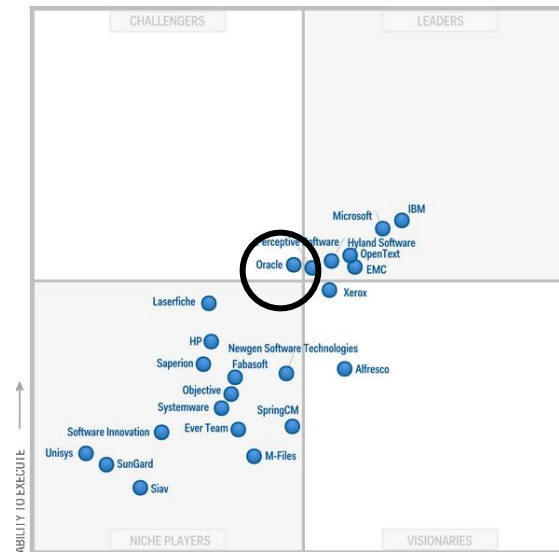 CHALLENGERS
LEADERS
IBM
Microsoft
Perceptive Software
Hyland Software
OpenText
Oracle
EMC
Xerox
Laserfiche
HP
Newgen Software Technologies
Saperion
Fabasoft
Alfresco
Objective
Systemware
SpringCM
Software Innovation
Ever Team
Unisys
M-Files
SunGard
Siav
ABILITY TO EXECUTE
NICHE PLAYERS
VISIONARIES